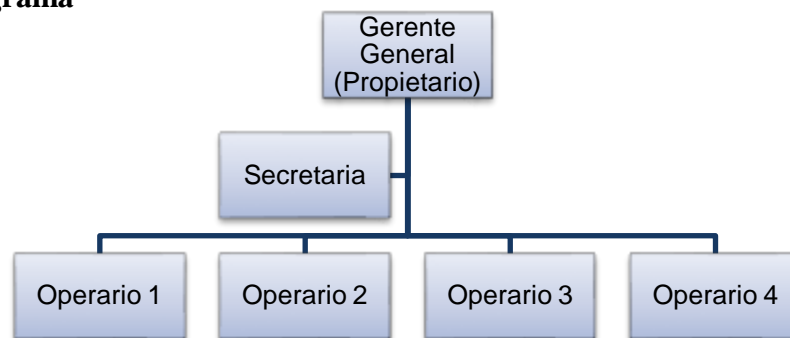 Gerente
General
(Propietario)
Secretaria
Operario 1
Operario 2
Operario 3
Operario 4